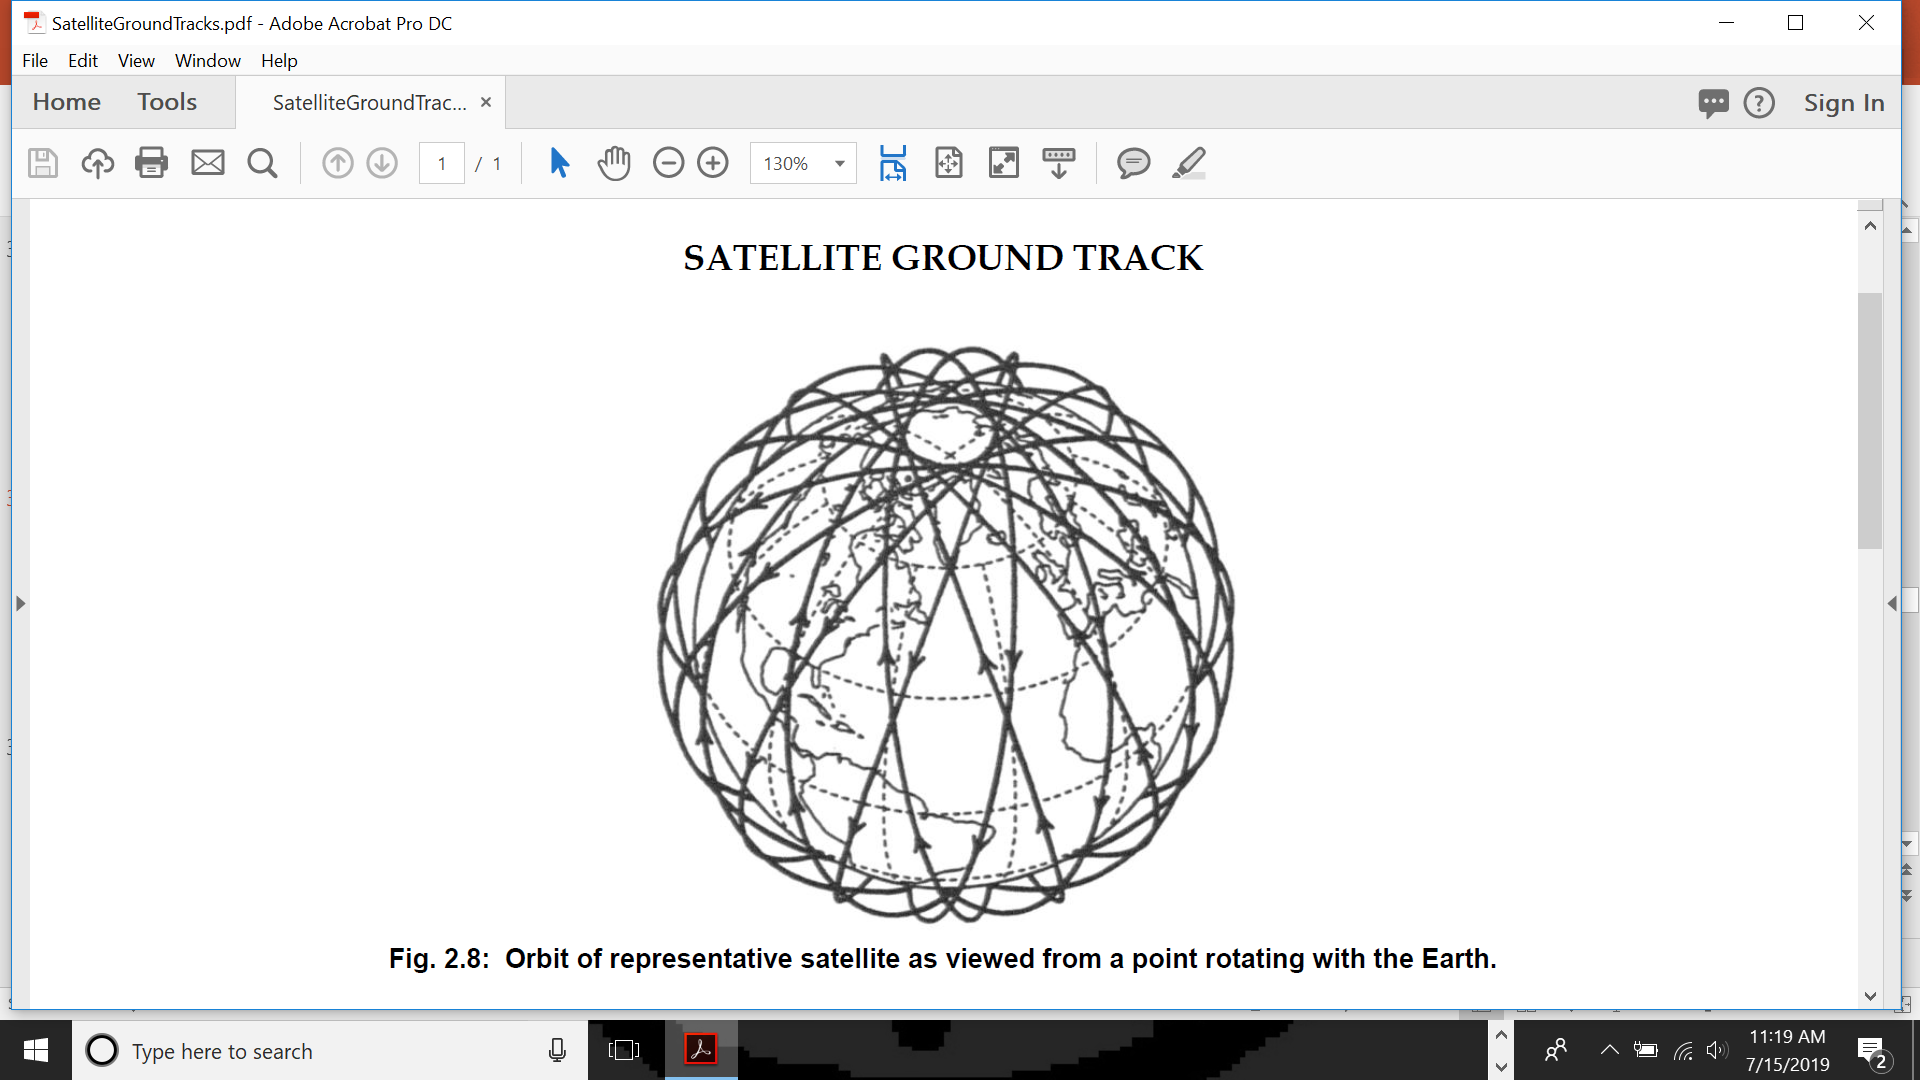 SatelliteGroundTracks.pdf - Adobe Acrobat Pro DC
File Edit View Window Help
Home Tools SatelliteGroundTrac... × Sign In
1 / 1 130%
SATELLITE GROUND TRACK
Fig. 2.8: Orbit of representative satellite as viewed from a point rotating with the Earth.
Type here to search
11:19 AM
7/15/2019
2